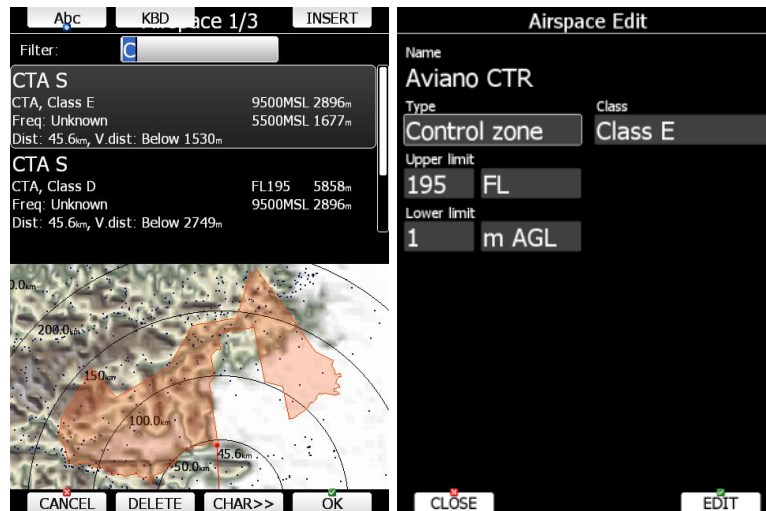 Abc KBD Airspace 1/3 INSERT
Filter: C
CTA S
CTA, Class E 9500MSL 2896m
Freq: Unknown 5500MSL 1677m
Dist: 45.6km, V.dist: Below 1530m
CTA S
CTA, Class D FL195 5858m
Freq: Unknown 9500MSL 2896m
Dist: 45.6km, V.dist: Below 2749m
0.0km
200.0km
150km
100.0km
45.6km
50.0km
CANCEL DELETE CHAR>> OK
Airspace Edit
Name
Aviano CTR
Type Class
Control zone Class E
Upper limit
195 FL
Lower limit
1 m AGL
CLOSE EDIT